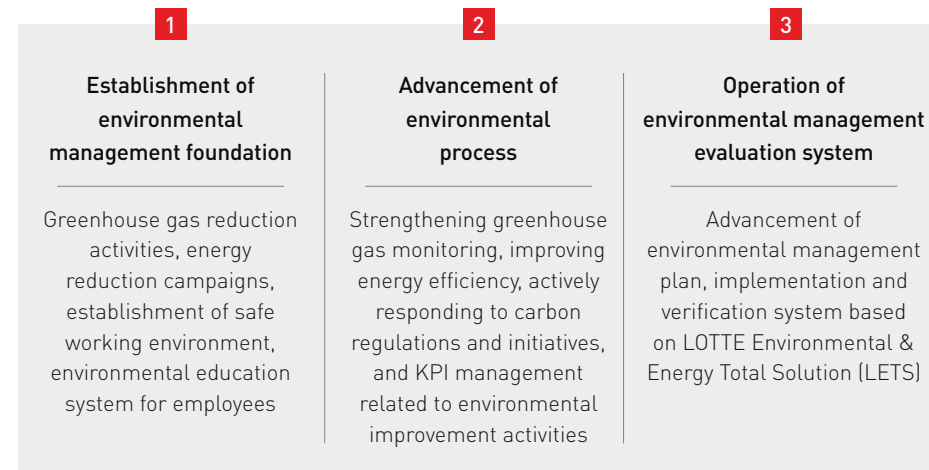 1
Establishment of
environmental
management foundation
Greenhouse gas reduction
activities, energy
reduction campaigns,
establishment of safe
working environment,
environmental education
system for employees
2
Advancement of
environmental
process
Strengthening greenhouse
gas monitoring, improving
energy efficiency, actively
responding to carbon
regulations and initiatives,
and KPI management
related to environmental
improvement activities
3
Operation of
environmental management
evaluation system
Advancement of
environmental management
plan, implementation and
verification system based
on LOTTE Environmental &
Energy Total Solution (LETS)